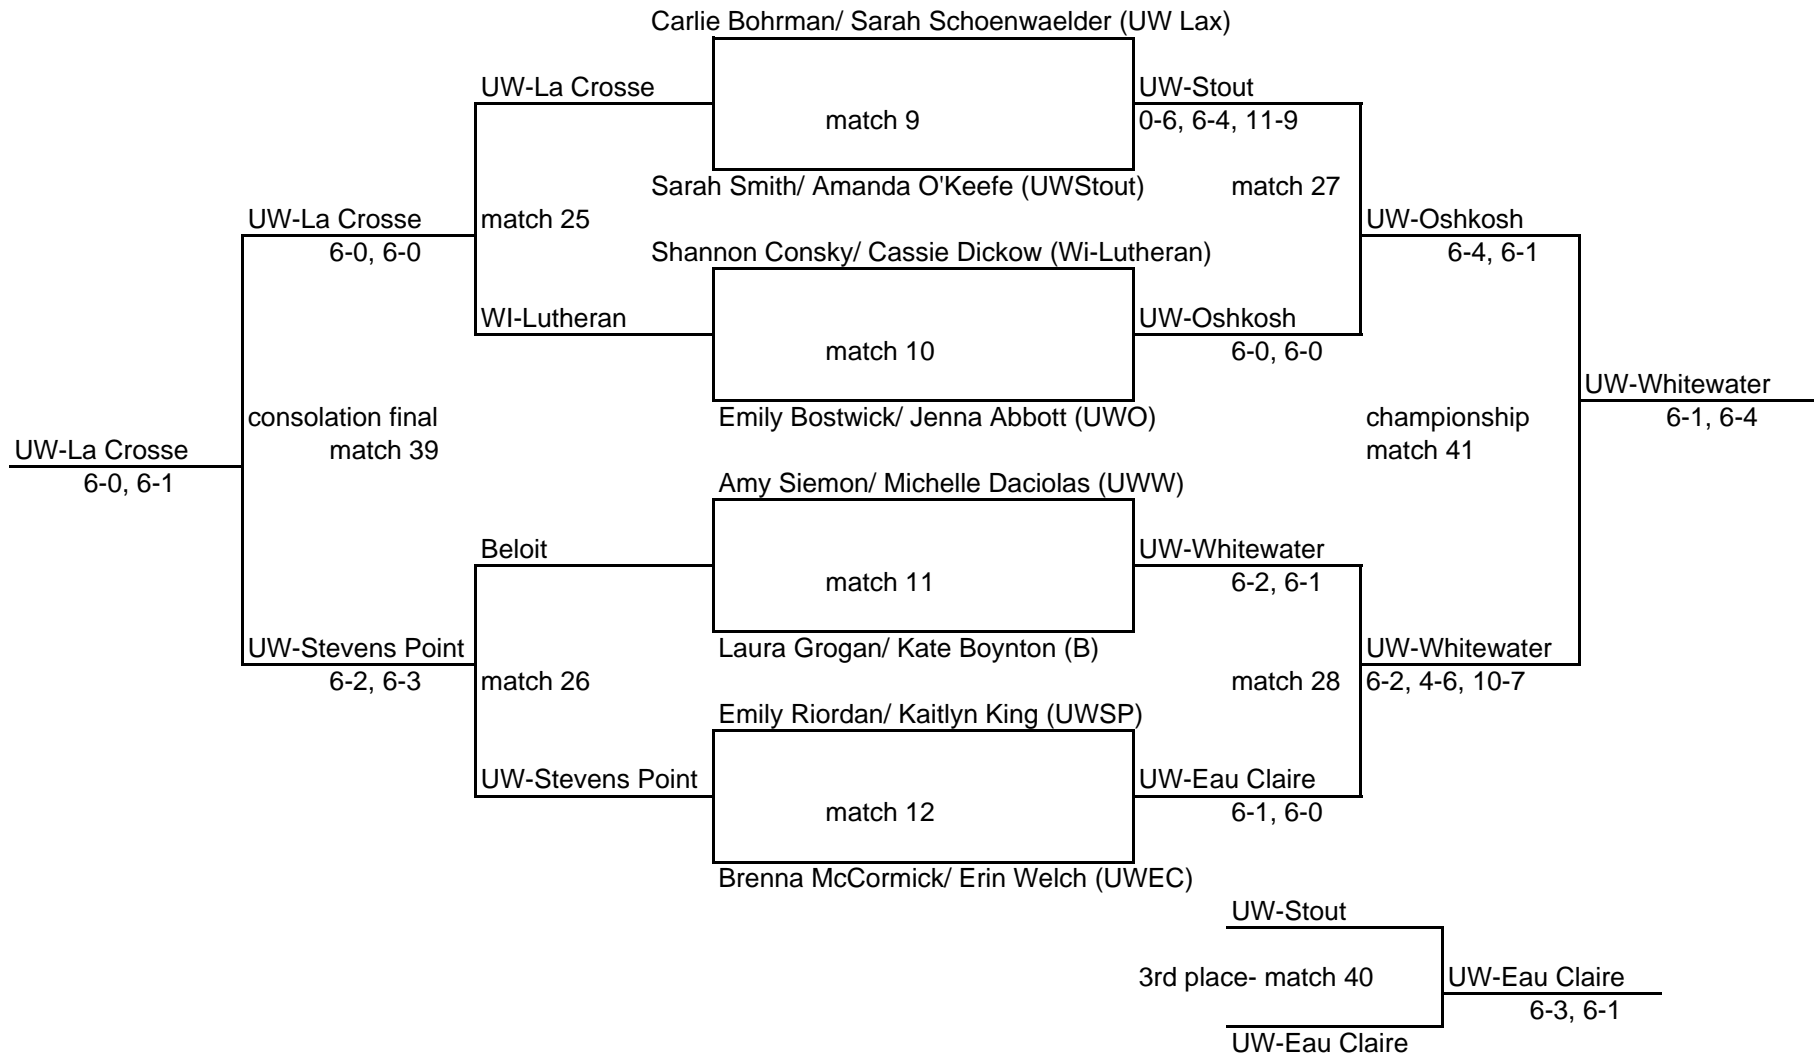 Carlie Bohrman/ Sarah Schoenwaelder (UW Lax)
UW-La Crosse UW-Stout
match 9 0-6, 6-4, 11-9
Sarah Smith/ Amanda O'Keefe (UWStout) match 27
UW-La Crosse match 25 UW-Oshkosh
6-0, 6-0 Shannon Consky/ Cassie Dickow (Wi-Lutheran) 6-4, 6-1
WI-Lutheran UW-Oshkosh
match 10 6-0, 6-0
UW-Whitewater
consolation final Emily Bostwick/ Jenna Abbott (UWO) championship 6-1, 6-4
UW-La Crosse match 39 match 41
6-0, 6-1 Amy Siemon/ Michelle Daciolas (UWW)
Beloit UW-Whitewater
match 11 6-2, 6-1
UW-Stevens Point Laura Grogan/ Kate Boynton (B) UW-Whitewater
6-2, 6-3 match 26 match 28 6-2, 4-6, 10-7
Emily Riordan/ Kaitlyn King (UWSP)
UW-Stevens Point UW-Eau Claire
match 12 6-1, 6-0
Brenna McCormick/ Erin Welch (UWEC)
UW-Stout
3rd place- match 40 UW-Eau Claire
6-3, 6-1
UW-Eau Claire